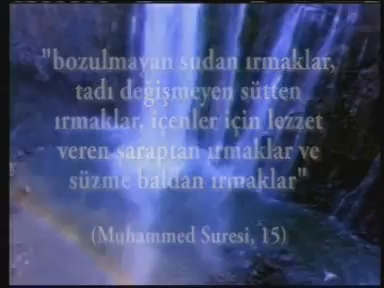 "bozulmayan sudan ırmaklar,
tadı değişmeyen sütten
ırmaklar, içenler için lezzet
veren şaraptan ırmaklar ve
süzme baldan ırmaklar"
(Muhammed Suresi, 15)